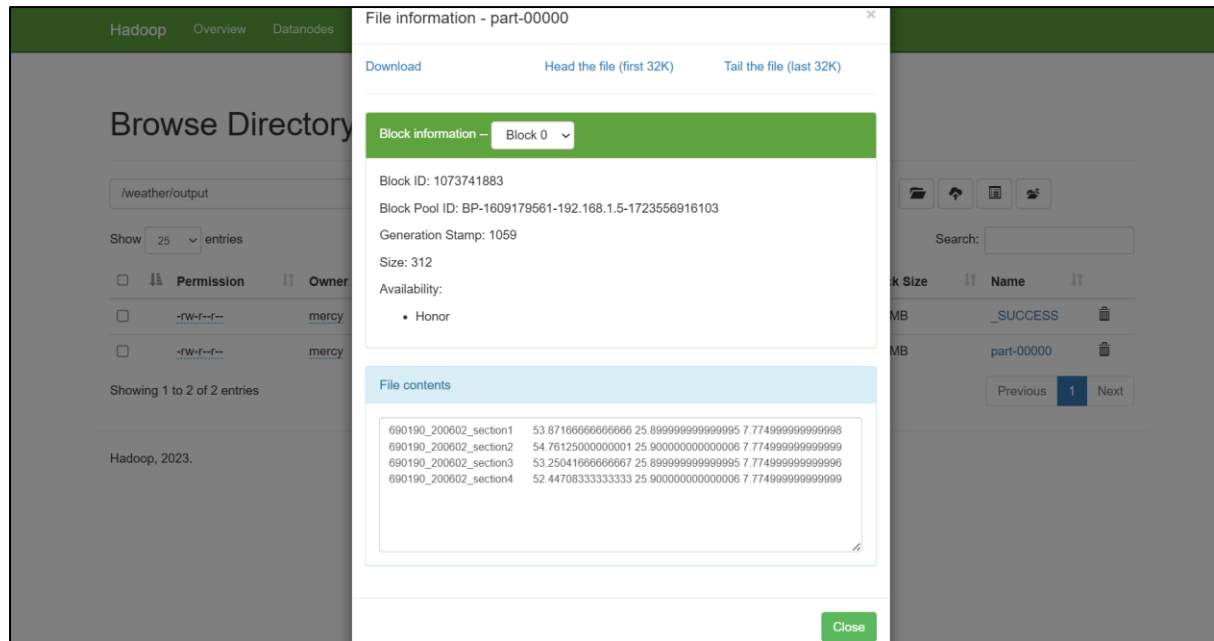 Hadoop Overview Datanodes
File information - part-00000 ×
Download Head the file (first 32K) Tail the file (last 32K)
Browse Directory
Block information -- Block 0
Block ID: 1073741883
/weather/output
Block Pool ID: BP-1609179561-192.168.1.5-1723556916103
Generation Stamp: 1059
Show 25 entries Search:
Size: 312
Permission Owner ck Size Name
Availability:
• Honor
-rw-r--r-- mercy MB _SUCCESS
-rw-r--r-- mercy MB part-00000
Showing 1 to 2 of 2 entries Previous 1 Next
File contents
690190_200602_section1 53.87166666666666 25.899999999999995 7.774999999999998
690190_200602_section2 54.76125000000001 25.900000000000006 7.774999999999999
690190_200602_section3 53.25041666666667 25.899999999999995 7.774999999999996
690190_200602_section4 52.44708333333333 25.900000000000006 7.774999999999999
Hadoop, 2023.
Close